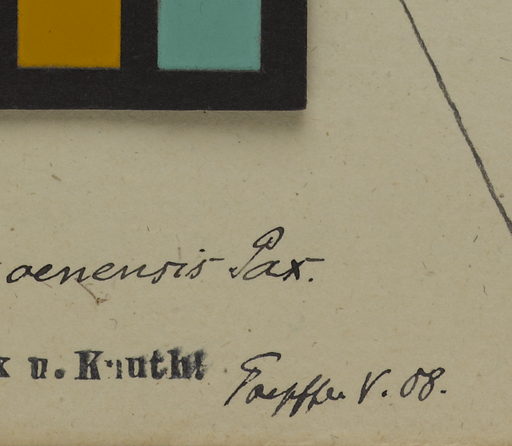 oenensis Pax.
x u. Knuth!
Toepffer V. 08.